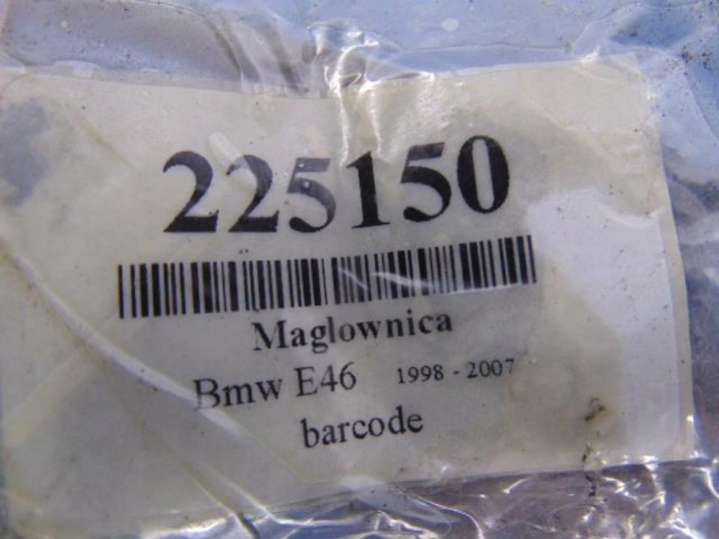 225150
Maglownica
Bmw E46 1998 - 2007
barcode